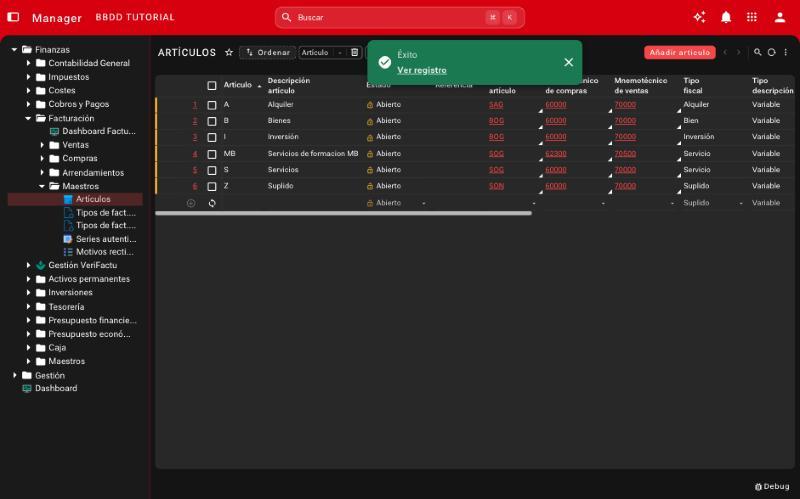 Manager BBDD TUTORIAL
Buscar
⌘ K
Finanzas
Contabilidad General
Impuestos
Costes
Cobros y Pagos
Facturación
Dashboard Factu...
Ventas
Compras
Arrendamientos
Maestros
Artículos
Tipos de fact....
Tipos de fact....
Series autenti...
Motivos recti...
Gestión VeriFactu
Activos permanentes
Inversiones
Tesorería
Presupuesto financie...
Presupuesto econó...
Caja
Maestros
Gestión
Dashboard
ARTÍCULOS
Ordenar
Artículo
Éxito
Ver registro
Añadir artículo
Artículo Descripción artículo Estado Referencia artículo de compras Mnemotécnico de ventas Tipo fiscal Tipo descripción
1 A Alquiler Abierto SAG 60000 70000 Alquiler Variable
2 B Bienes Abierto BOG 60000 70000 Bien Variable
3 I Inversión Abierto BOG 60000 70000 Inversión Variable
4 MB Servicios de formacion MB Abierto SOG 62300 70500 Servicio Variable
5 S Servicios Abierto SOG 60000 70000 Servicio Variable
6 Z Suplido Abierto SON 60000 70000 Suplido Variable
Abierto - - - - Suplido - Variable
Debug